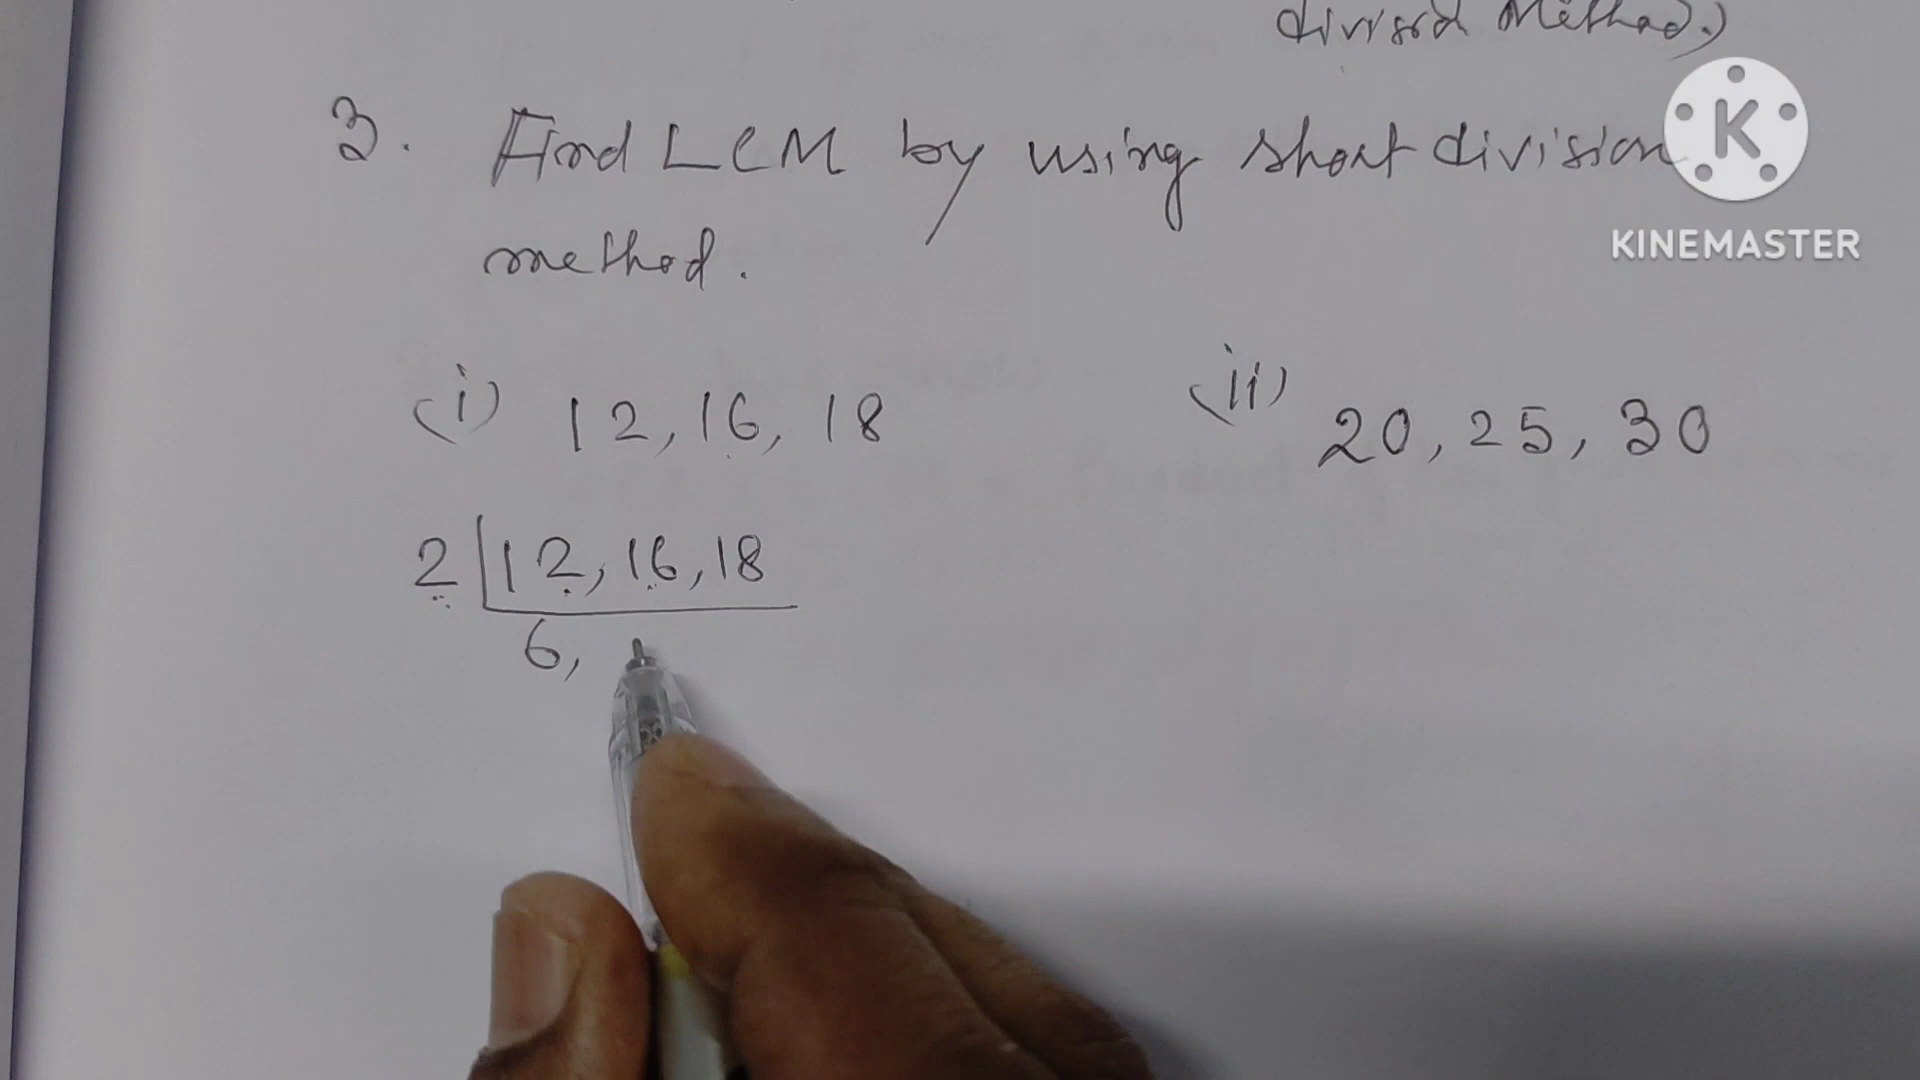 division Method.)
3. Find LCM by using short division
method.
K
KINEMASTER
(i) 12, 16, 18
(ii) 20, 25, 30
2 12, 16, 18
6,